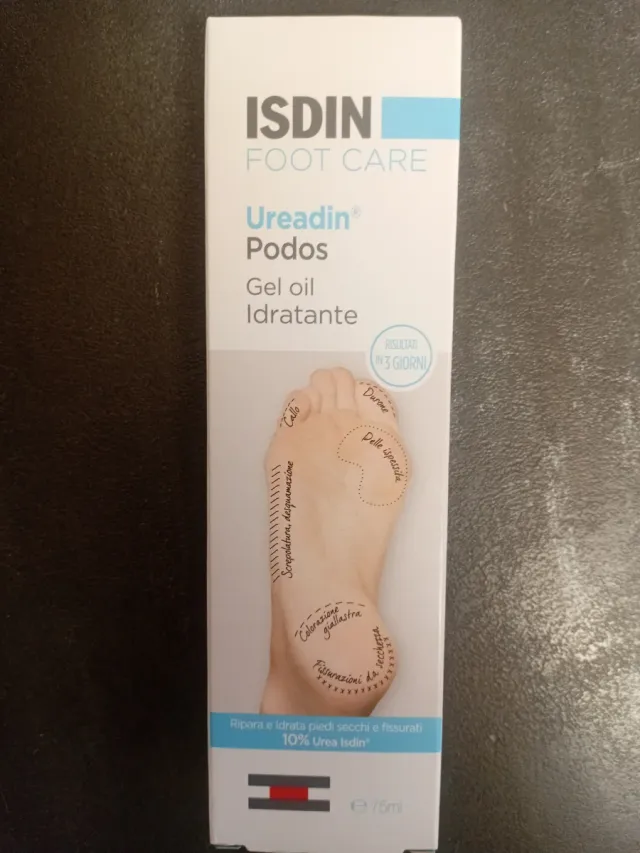 ISDIN
FOOT CARE
Ureadin®
Podos
Gel oil
Idratante
RISULTATI
IN 3 GIORNI
Callo
Durone
Pelle ispessita
Screpolatura, desquamazione
Colorazione
giallastra
Fissurazioni da secchezza
Ripara e idrata piedi secchi e fissurati
10% Urea Isdin®
℮ 75ml